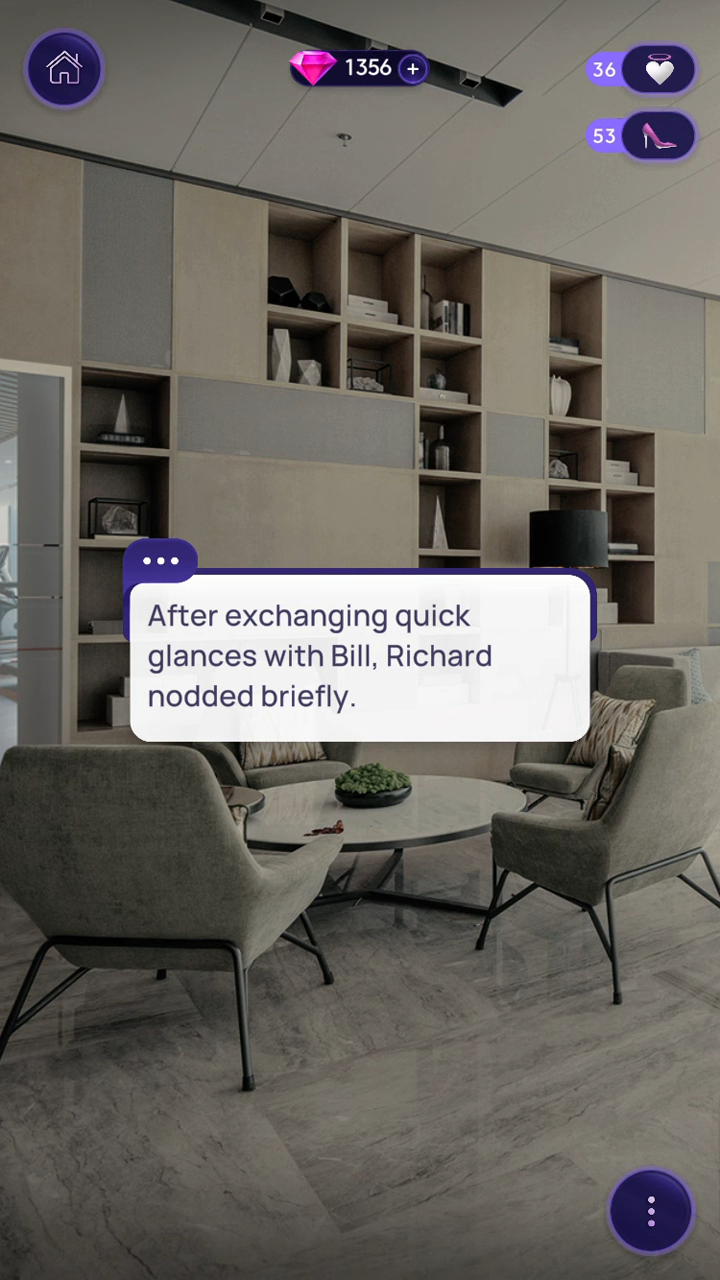 1356 +
36
53
After exchanging quick
glances with Bill, Richard
nodded briefly.